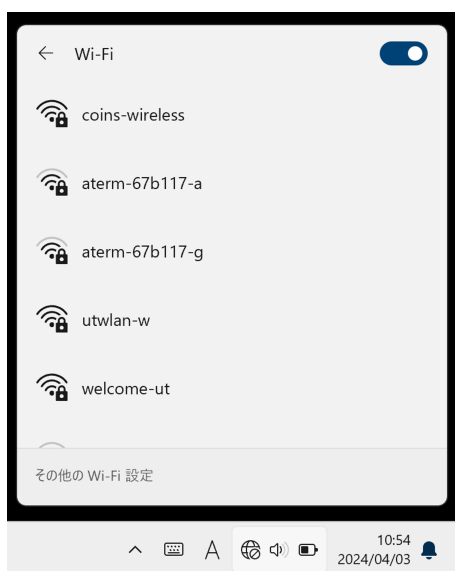 Wi-Fi
coins-wireless
aterm-67b117-a
aterm-67b117-g
utwlan-w
welcome-ut
その他の Wi-Fi 設定
A
10:54
2024/04/03